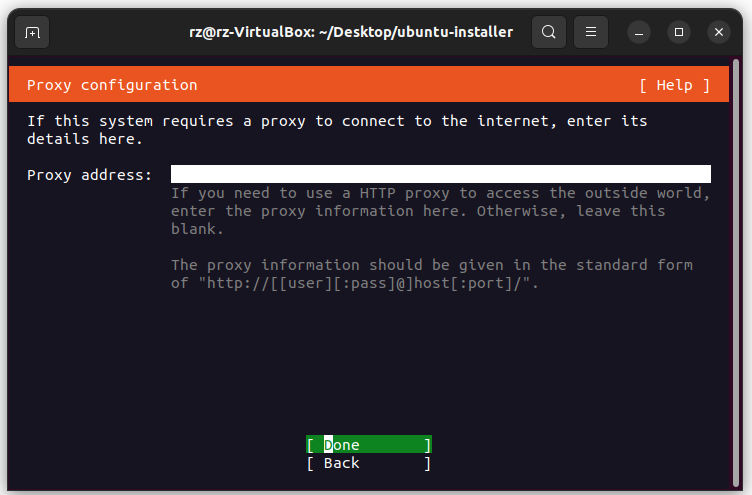 rz@rz-VirtualBox: ~/Desktop/ubuntu-installer
Proxy configuration [ Help ]
If this system requires a proxy to connect to the internet, enter its
details here.
Proxy address:
If you need to use a HTTP proxy to access the outside world,
enter the proxy information here. Otherwise, leave this
blank.
The proxy information should be given in the standard form
of "http://[[user][:pass]@]host[:port]/".
[ Done ]
[ Back ]